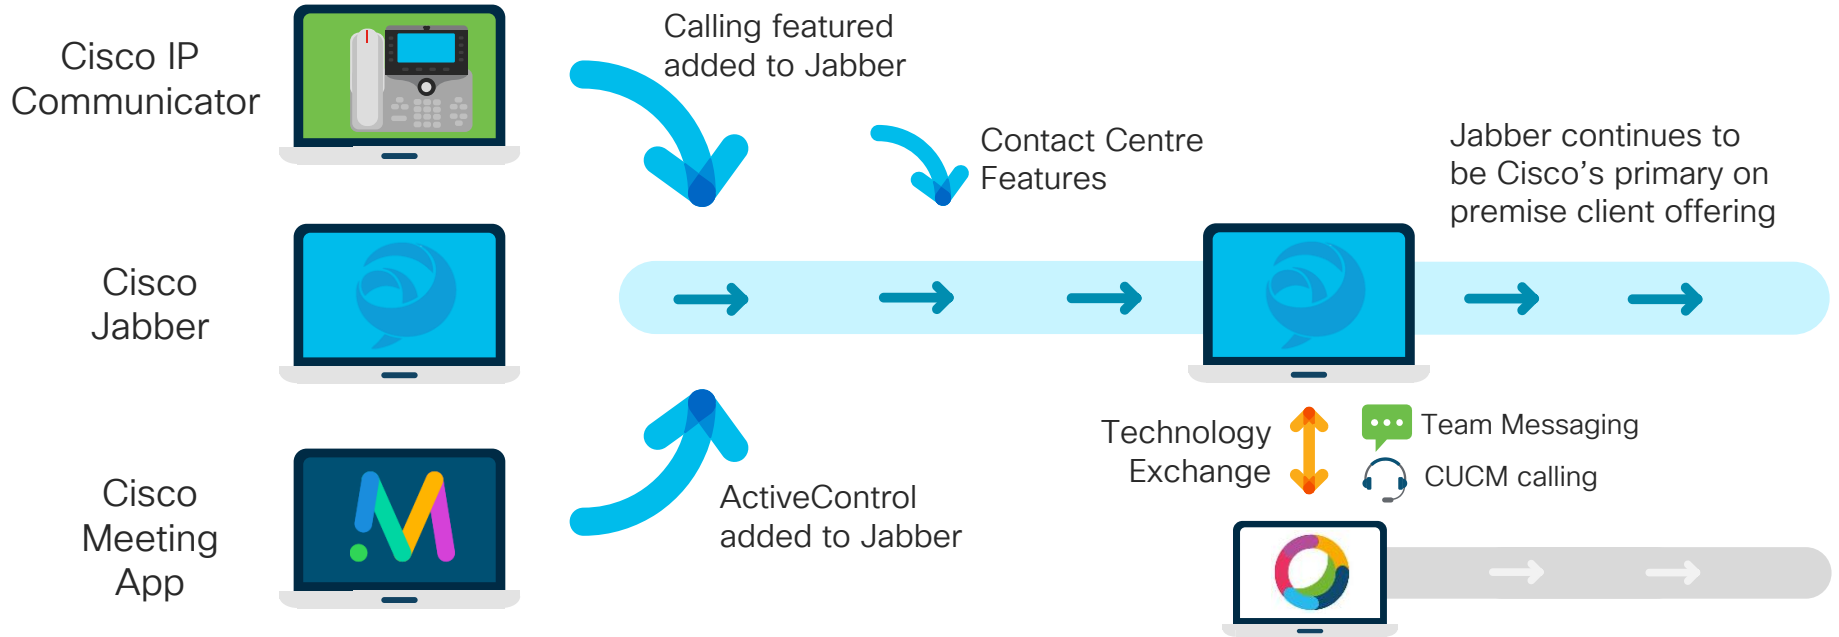 Cisco IP
Communicator
Calling featured
added to Jabber
Contact Centre
Features
Jabber continues to
be Cisco's primary on
premise client offering
Cisco
Jabber
Technology
Exchange
Team Messaging
CUCM calling
Cisco
Meeting
App
ActiveControl
added to Jabber